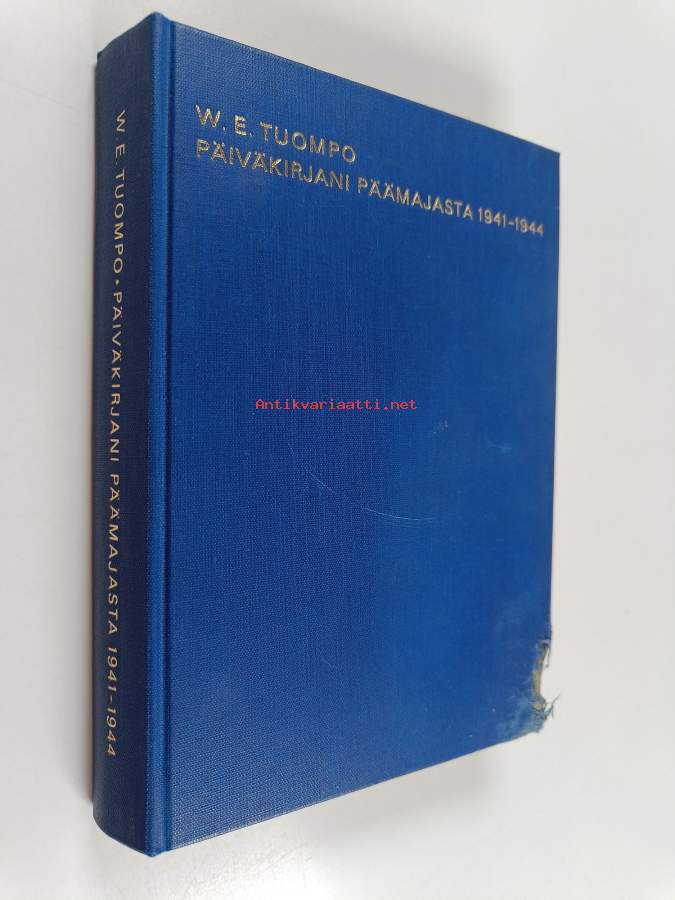 W. E. TUOMPO
PÄIVÄKIRJANI PÄÄMAJASTA 1941-1944
W. E. TUOMPO • PÄIVÄKIRJANI PÄÄMAJASTA 1941-1944
Antikvariaatti.net